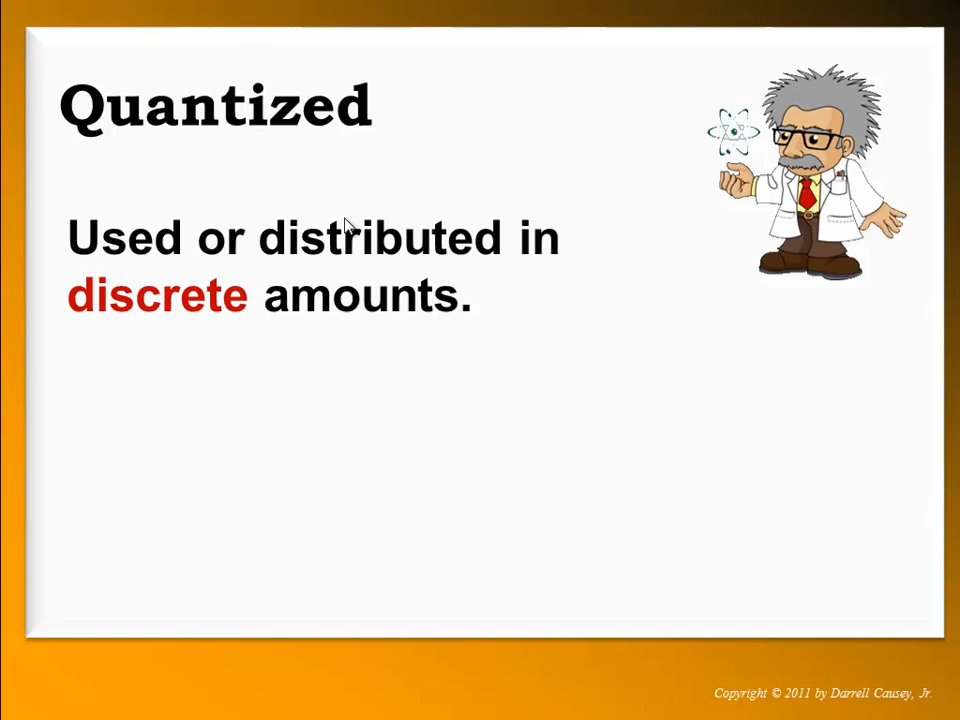 Quantized
Used or distributed in
discrete amounts.
Copyright © 2011 by Darrell Causey, Jr.